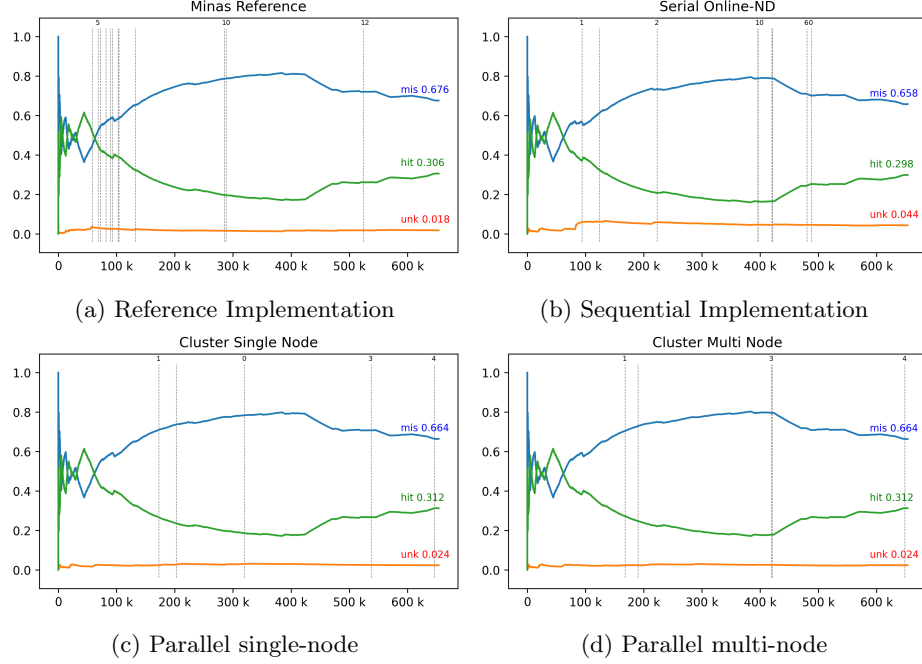 Minas Reference
5 10 12
1.0
0.8
mis 0.676
0.6
0.4
hit 0.306
0.2
unk 0.018
0.0
0 100 k 200 k 300 k 400 k 500 k 600 k
(a) Reference Implementation
Serial Online-ND
1 2 10 60
1.0
0.8
mis 0.658
0.6
0.4
hit 0.298
0.2
unk 0.044
0.0
0 100 k 200 k 300 k 400 k 500 k 600 k
(b) Sequential Implementation
Cluster Single Node
1 0 3 4
1.0
0.8
mis 0.664
0.6
0.4
hit 0.312
0.2
unk 0.024
0.0
0 100 k 200 k 300 k 400 k 500 k 600 k
(c) Parallel single-node
Cluster Multi Node
1 3 4
1.0
0.8
mis 0.664
0.6
0.4
hit 0.312
0.2
unk 0.024
0.0
0 100 k 200 k 300 k 400 k 500 k 600 k
(d) Parallel multi-node